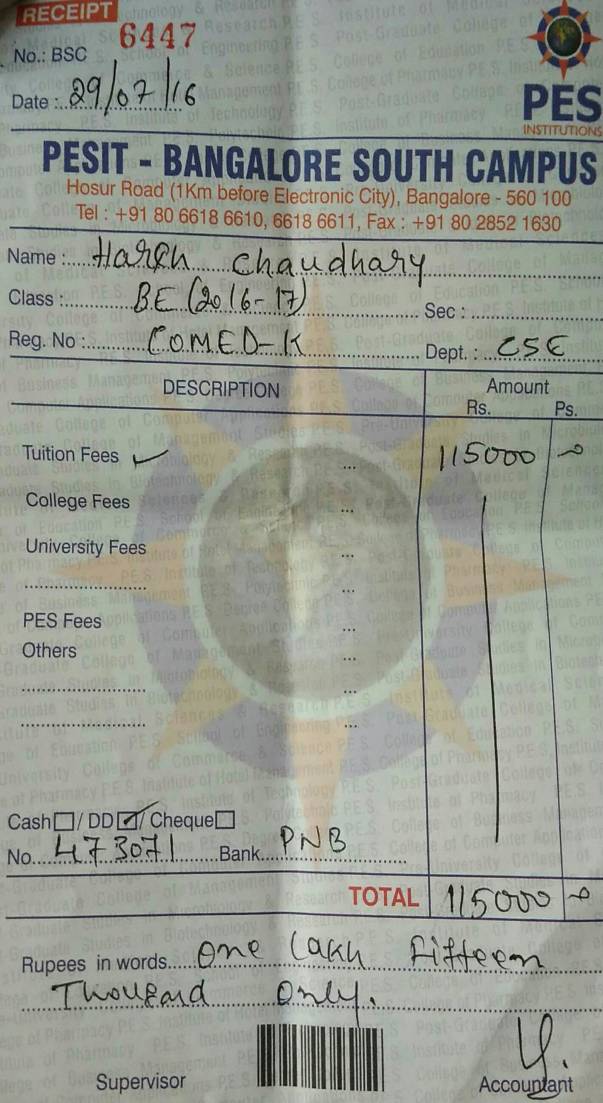 RECEIPT
No.: BSC 6447
Date : 29/07/16
PES
INSTITUTIONS
PESIT - BANGALORE SOUTH CAMPUS
Hosur Road (1Km before Electronic City), Bangalore - 560 100
Tel : +91 80 6618 6610, 6618 6611, Fax : +91 80 2852 1630
Name : Harsh Chaudhary
Class : BE (2016-17) Sec :
Reg. No : COMED-K Dept. : CSE
DESCRIPTION Amount
Rs. Ps.
Tuition Fees ✓ ... 115000
College Fees ...
University Fees ...
...
PES Fees ...
Others ...
...
...
Cash / DD ✓ / Cheque
No. 473071 Bank PNB
TOTAL 115000
Rupees in words One Lakh Fifteen
Thousand Only.
Supervisor Accountant